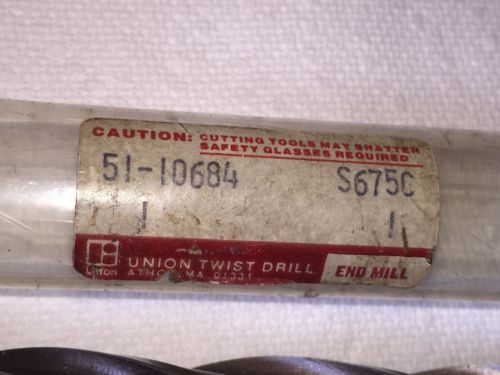 CAUTION: CUTTING TOOLS MAY SHATTER
SAFETY GLASSES REQUIRED
51-10684 S675C
1 1
Union UNION TWIST DRILL END MILL
ATHOL, MA. 01331